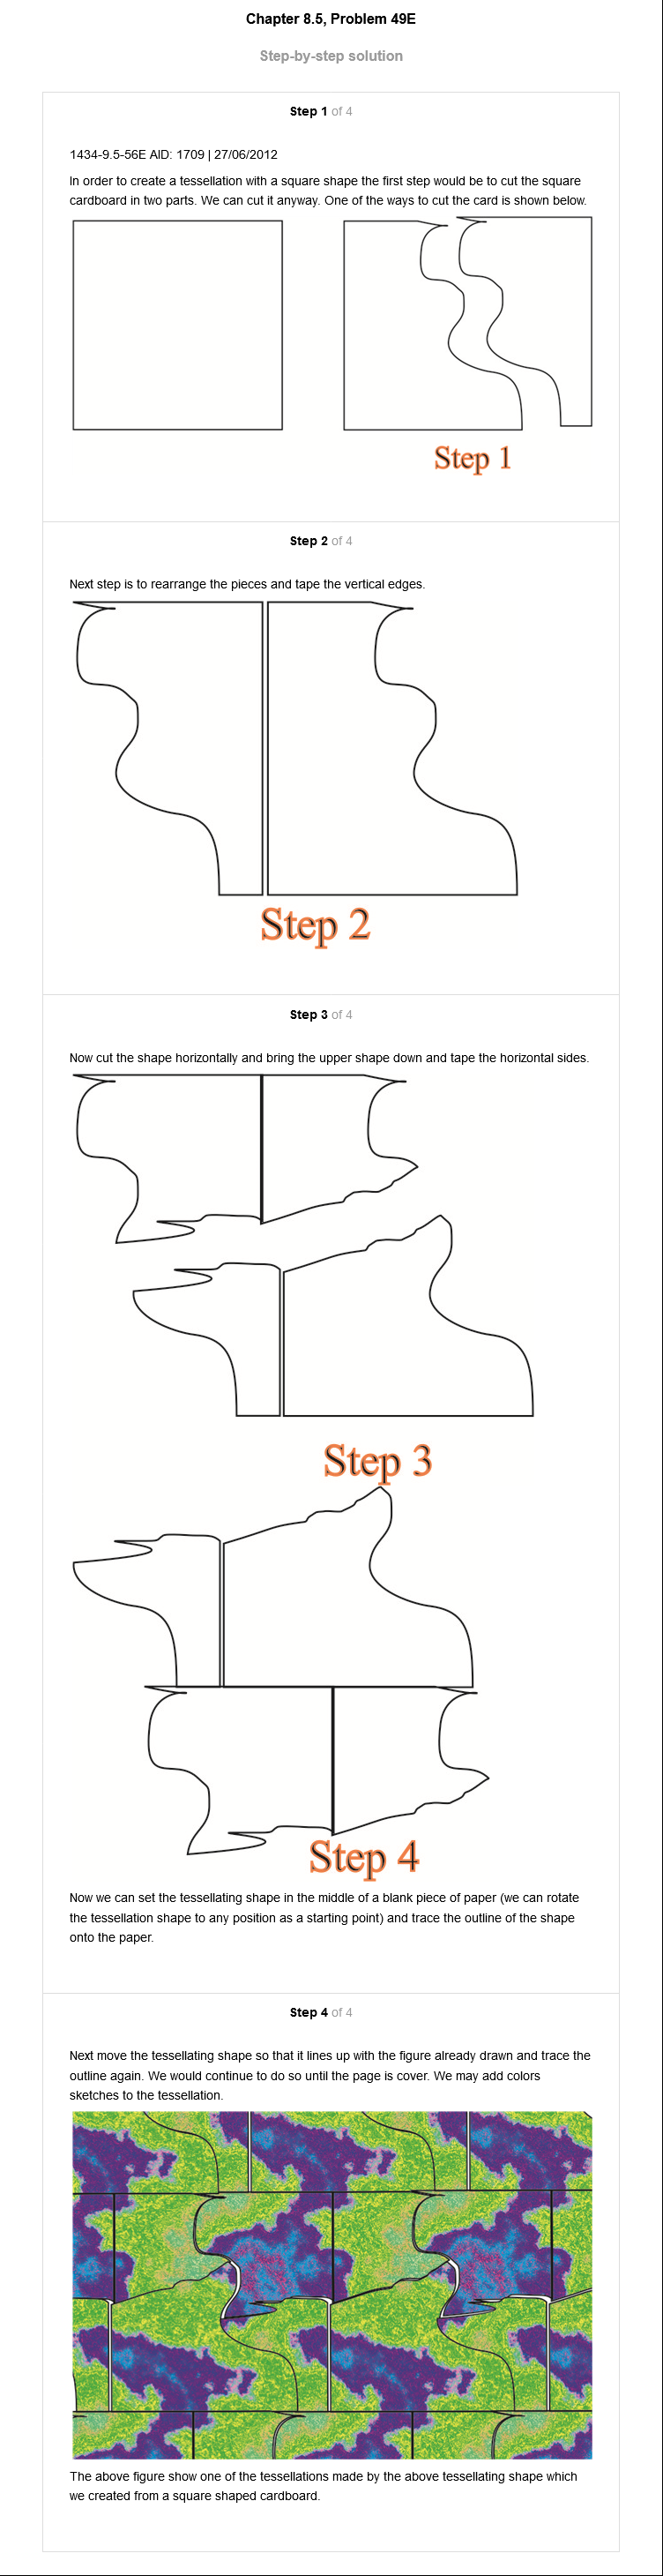 Chapter 8.5, Problem 49E
Step-by-step solution
Step 1 of 4
1434-9.5-56E AID: 1709 | 27/06/2012
In order to create a tessellation with a square shape the first step would be to cut the square
cardboard in two parts. We can cut it anyway. One of the ways to cut the card is shown below.
Step 1
Step 2 of 4
Next step is to rearrange the pieces and tape the vertical edges.
Step 2
Step 3 of 4
Now cut the shape horizontally and bring the upper shape down and tape the horizontal sides.
Step 3
Step 4
Now we can set the tessellating shape in the middle of a blank piece of paper (we can rotate
the tessellation shape to any position as a starting point) and trace the outline of the shape
onto the paper.
Step 4 of 4
Next move the tessellating shape so that it lines up with the figure already drawn and trace the
outline again. We would continue to do so until the page is cover. We may add colors
sketches to the tessellation.
The above figure show one of the tessellations made by the above tessellating shape which
we created from a square shaped cardboard.